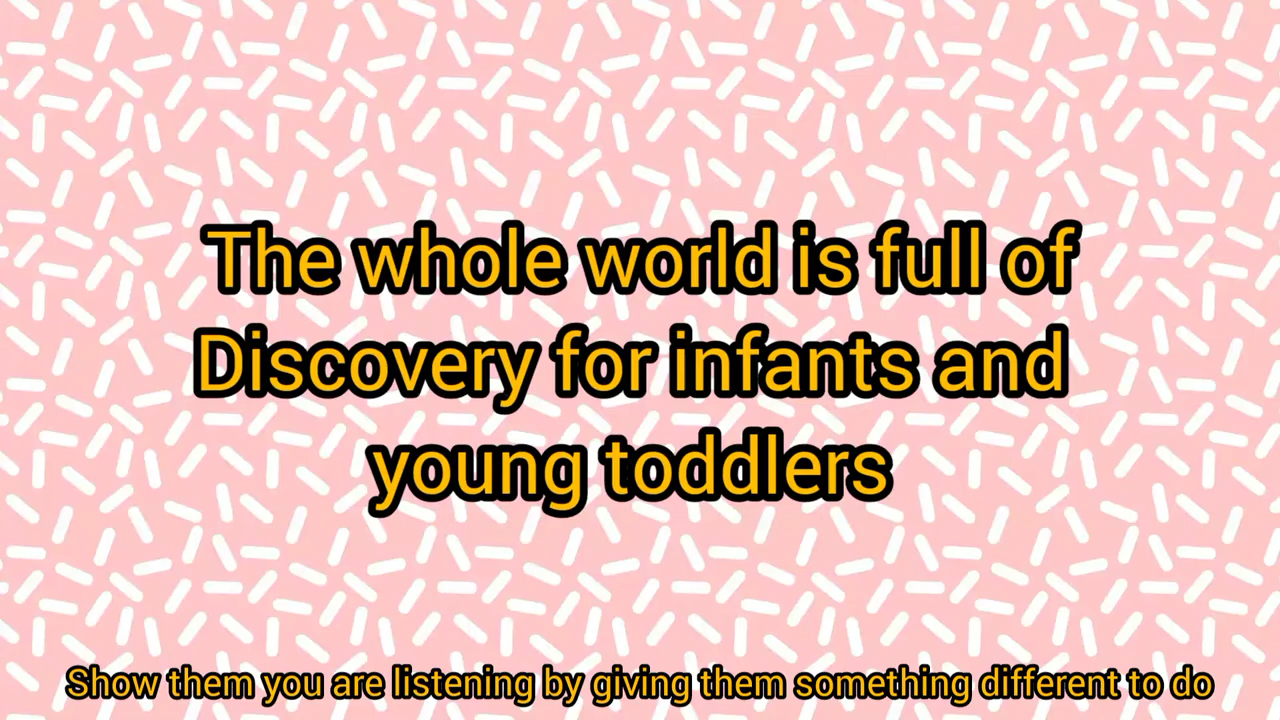 The whole world is full of
Discovery for infants and
young toddlers
Show them you are listening by giving them something different to do